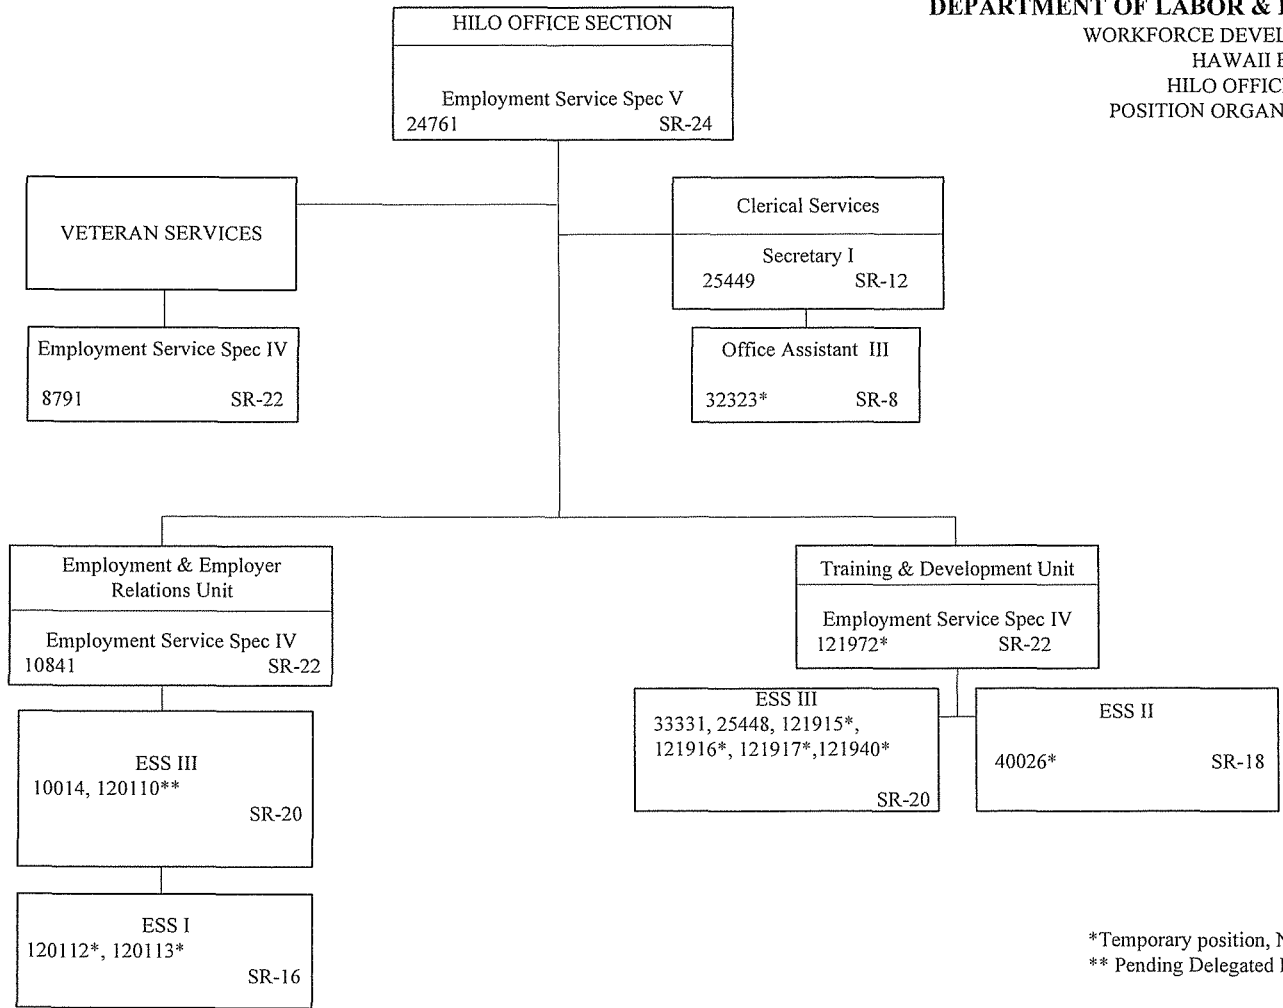 DEPARTMENT OF LABOR &
WORKFORCE
HAWAII
HILO
POSITION
HILO OFFICE SECTION
Employment Service Spec V
24761 SR-24
VETERAN SERVICES
Employment Service Spec IV
8791 SR-22
Clerical Services
Secretary I
25449 SR-12
Office Assistant III
32323* SR-8
Employment & Employer
Relations Unit
Employment Service Spec IV
10841 SR-22
ESS III
10014, 120110**
SR-20
ESS I
120112*, 120113*
SR-16
Training & Development Unit
Employment Service Spec IV
121972* SR-22
ESS III
33331, 25448, 121915*,
121916*, 121917*,121940*
SR-20
ESS II
40026* SR-18
*Temporary position,
** Pending Delegated